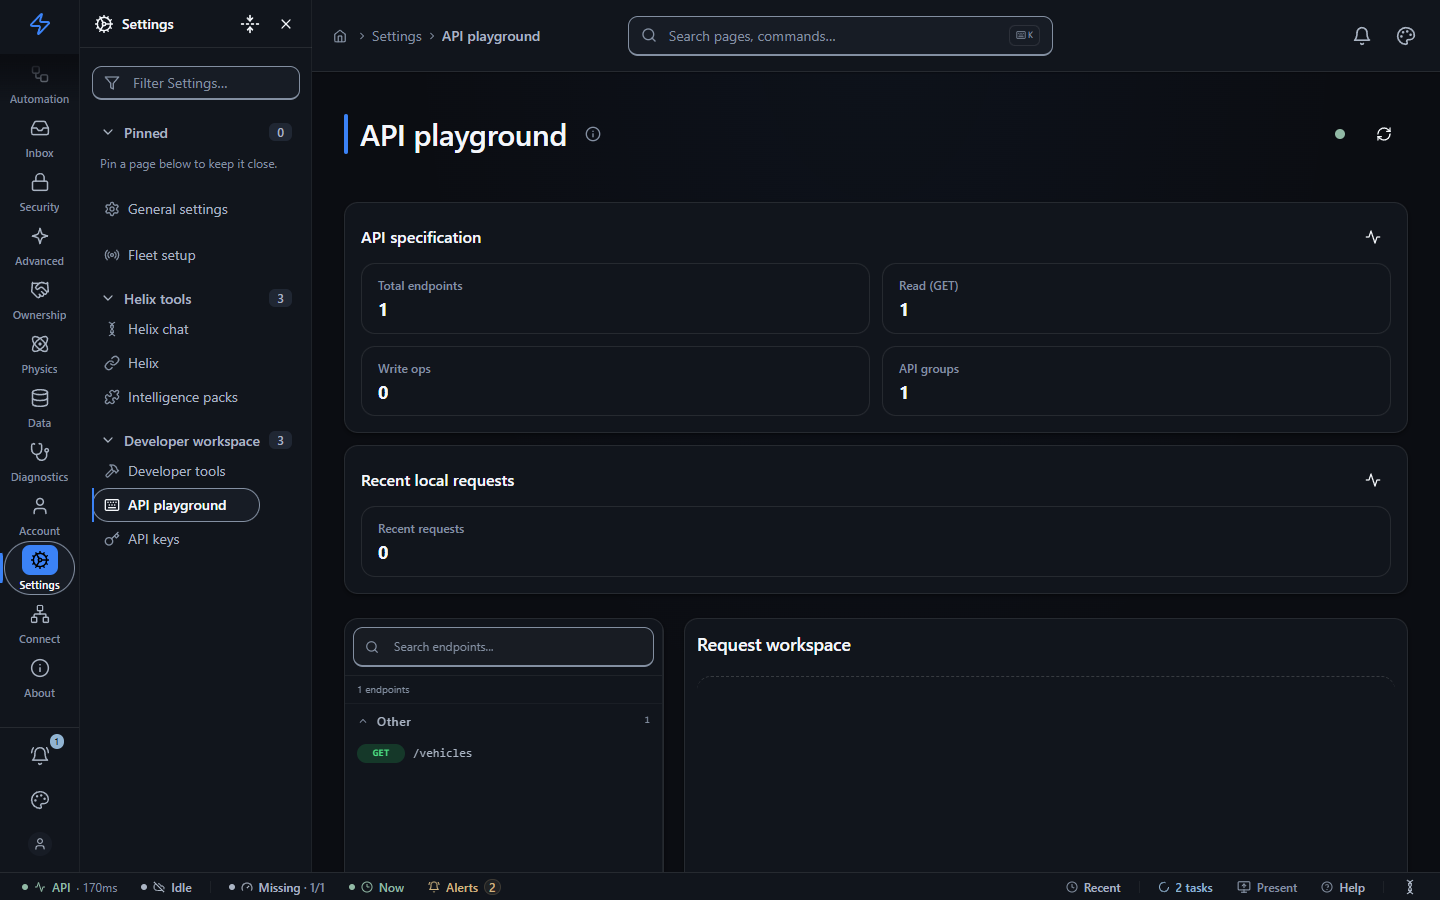 Automation
Inbox
Security
Advanced
Ownership
Physics
Data
Diagnostics
Account
Settings
Connect
About
1
Settings
Filter Settings...
Pinned 0
Pin a page below to keep it close.
General settings
Fleet setup
Helix tools 3
Helix chat
Helix
Intelligence packs
Developer workspace 3
Developer tools
API playground
API keys
Settings API playground
Search pages, commands... K
API playground
API specification
Total endpoints
1
Read (GET)
1
Write ops
0
API groups
1
Recent local requests
Recent requests
0
Search endpoints...
1 endpoints
Other 1
GET /vehicles
Request workspace
API · 170ms Idle Missing · 1/1 Now Alerts 2 Recent 2 tasks Present Help